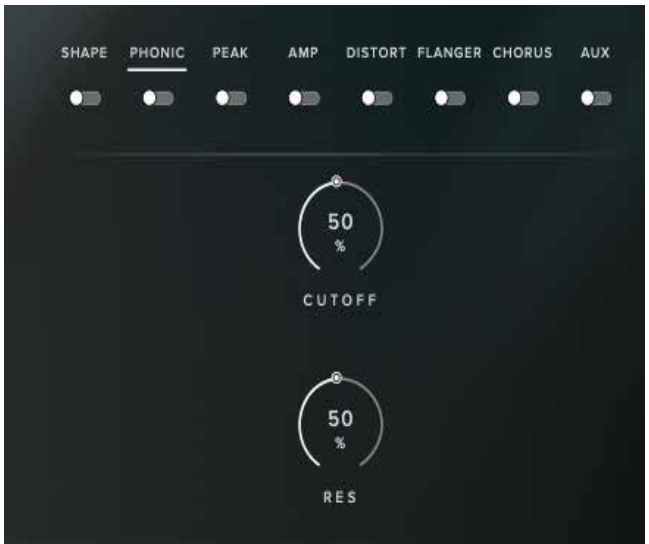 SHAPE PHONIC PEAK AMP DISTORT FLANGER CHORUS AUX
50
%
CUTOFF
50
%
RES